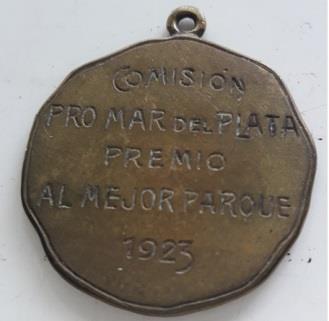 COMISIÓN
PRO MAR DEL PLATA
PREMIO
AL MEJOR PARQUE
1923